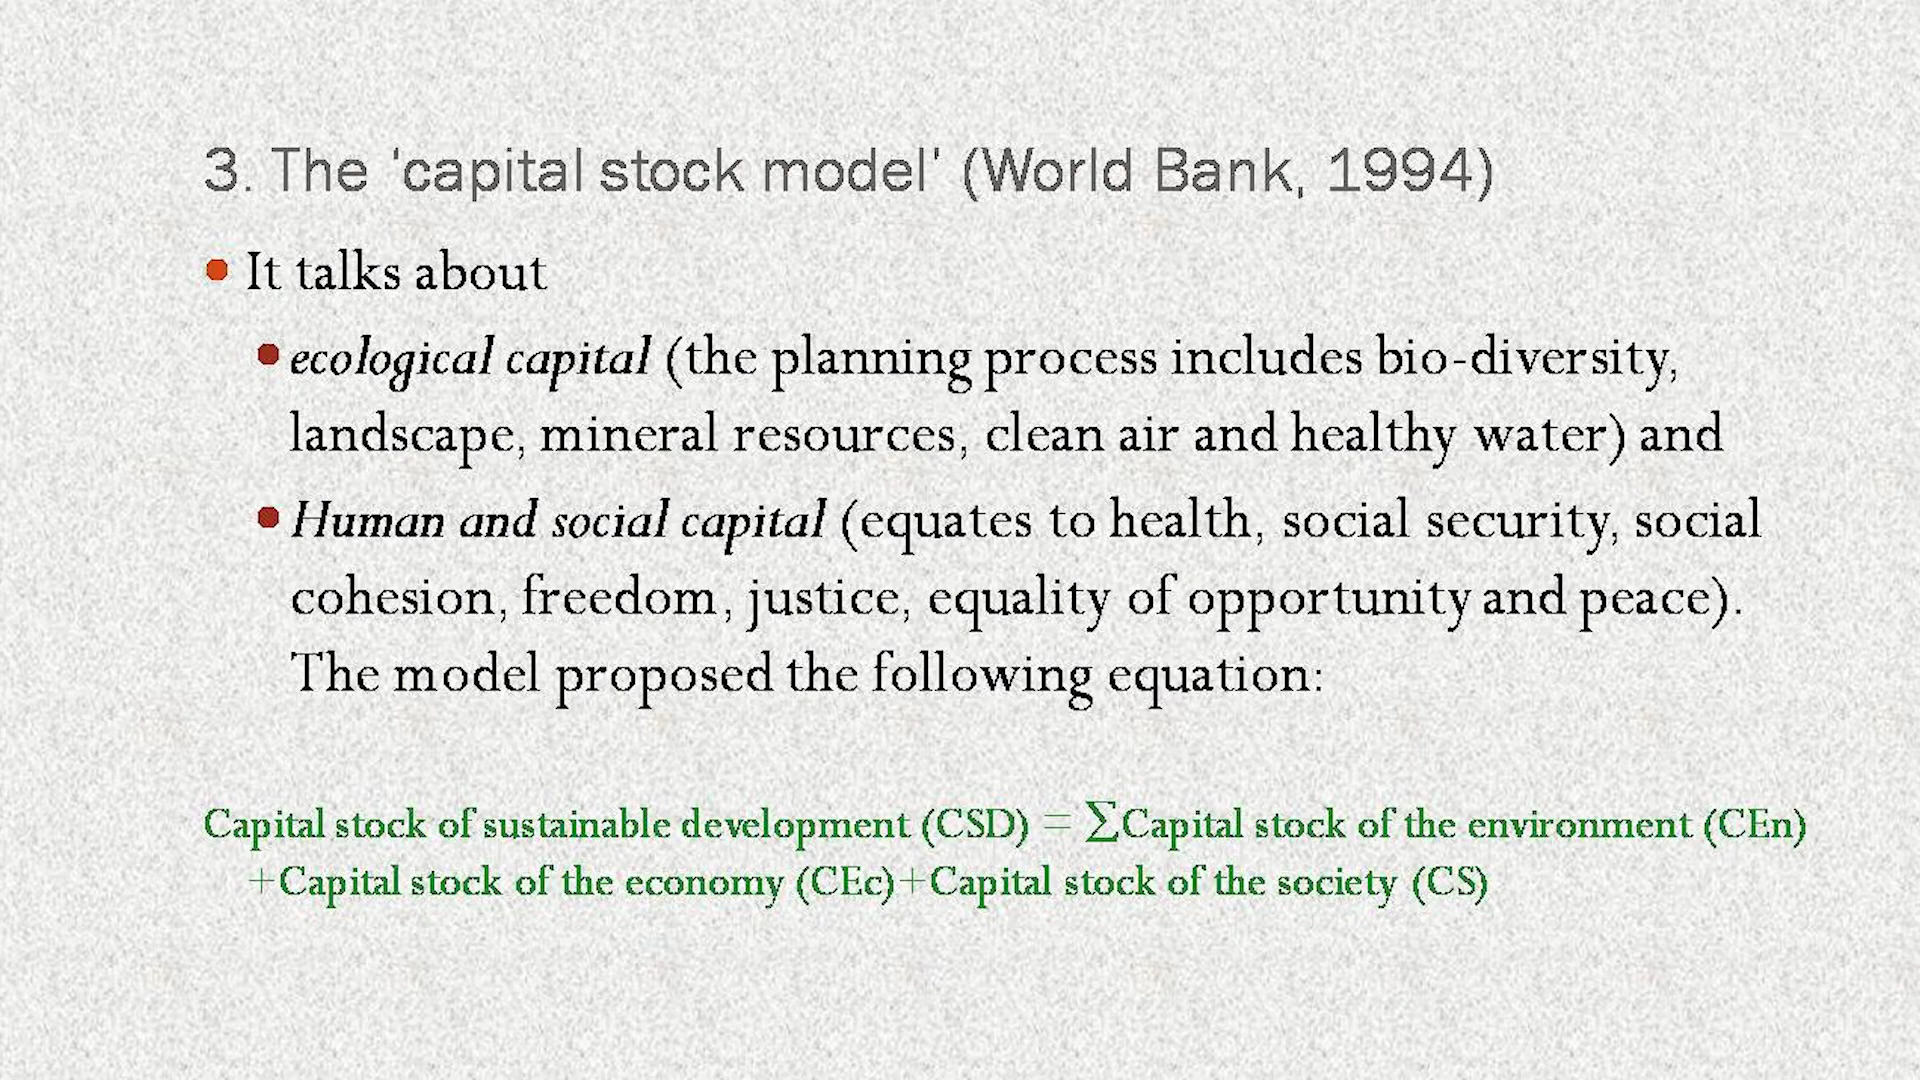 3. The ‘capital stock model’ (World Bank, 1994)
• It talks about
• ecological capital (the planning process includes bio-diversity,
landscape, mineral resources, clean air and healthy water) and
• Human and social capital (equates to health, social security, social
cohesion, freedom, justice, equality of opportunity and peace).
The model proposed the following equation:
Capital stock of sustainable development (CSD) = ∑Capital stock of the environment (CEn)
+Capital stock of the economy (CEc)+Capital stock of the society (CS)